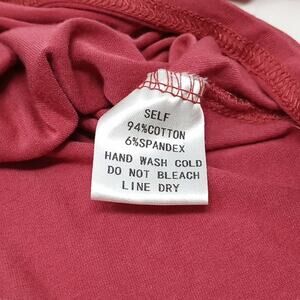 SELF
94%COTTON
6%SPANDEX
HAND WASH COLD
DO NOT BLEACH
LINE DRY